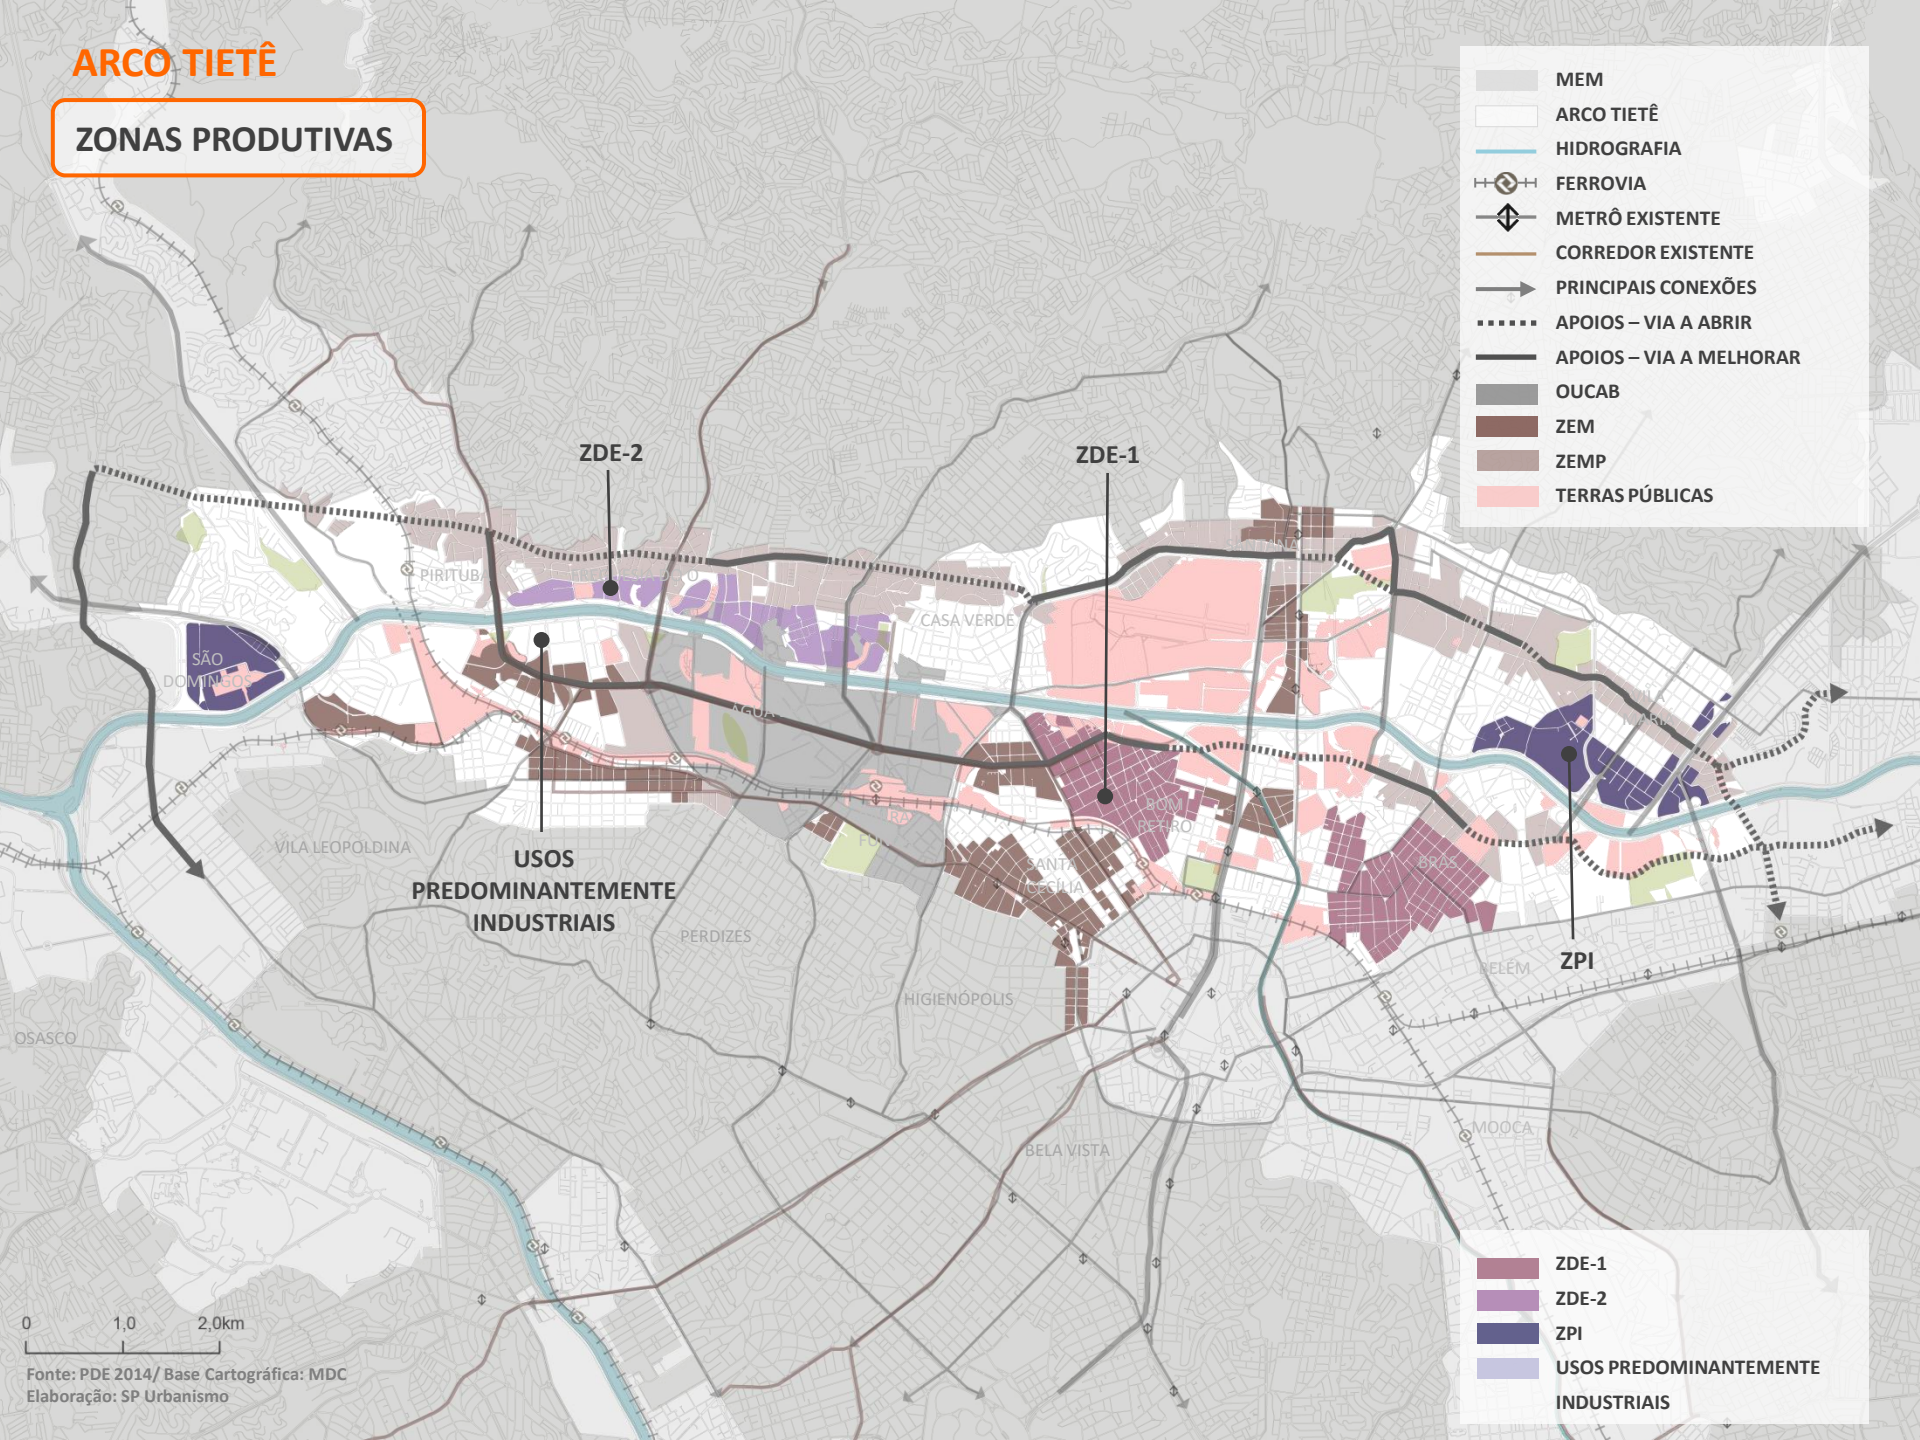 ARCO TIETÊ
ZONAS PRODUTIVAS
MEM
ARCO TIETÊ
HIDROGRAFIA
FERROVIA
METRÔ EXISTENTE
CORREDOR EXISTENTE
PRINCIPAIS CONEXÕES
APOIOS – VIA A ABRIR
APOIOS – VIA A MELHORAR
OUCAB
ZEM
ZEMP
TERRAS PÚBLICAS
ZDE-2
ZDE-1
PIRITUBA
CASA VERDE
SÃO
DOMINGOS
ÁGUA
BOM
RETIRO
VILA LEOPOLDINA
USOS
PREDOMINANTEMENTE
INDUSTRIAIS
SANTA
CECÍLIA
BRÁS
PERDIZES
HIGIENÓPOLIS
BELÉM
ZPI
OSASCO
MOOCA
BELA VISTA
ZDE-1
ZDE-2
ZPI
USOS PREDOMINANTEMENTE
INDUSTRIAIS
0 1,0 2,0km
Fonte: PDE 2014/ Base Cartográfica: MDC
Elaboração: SP Urbanismo